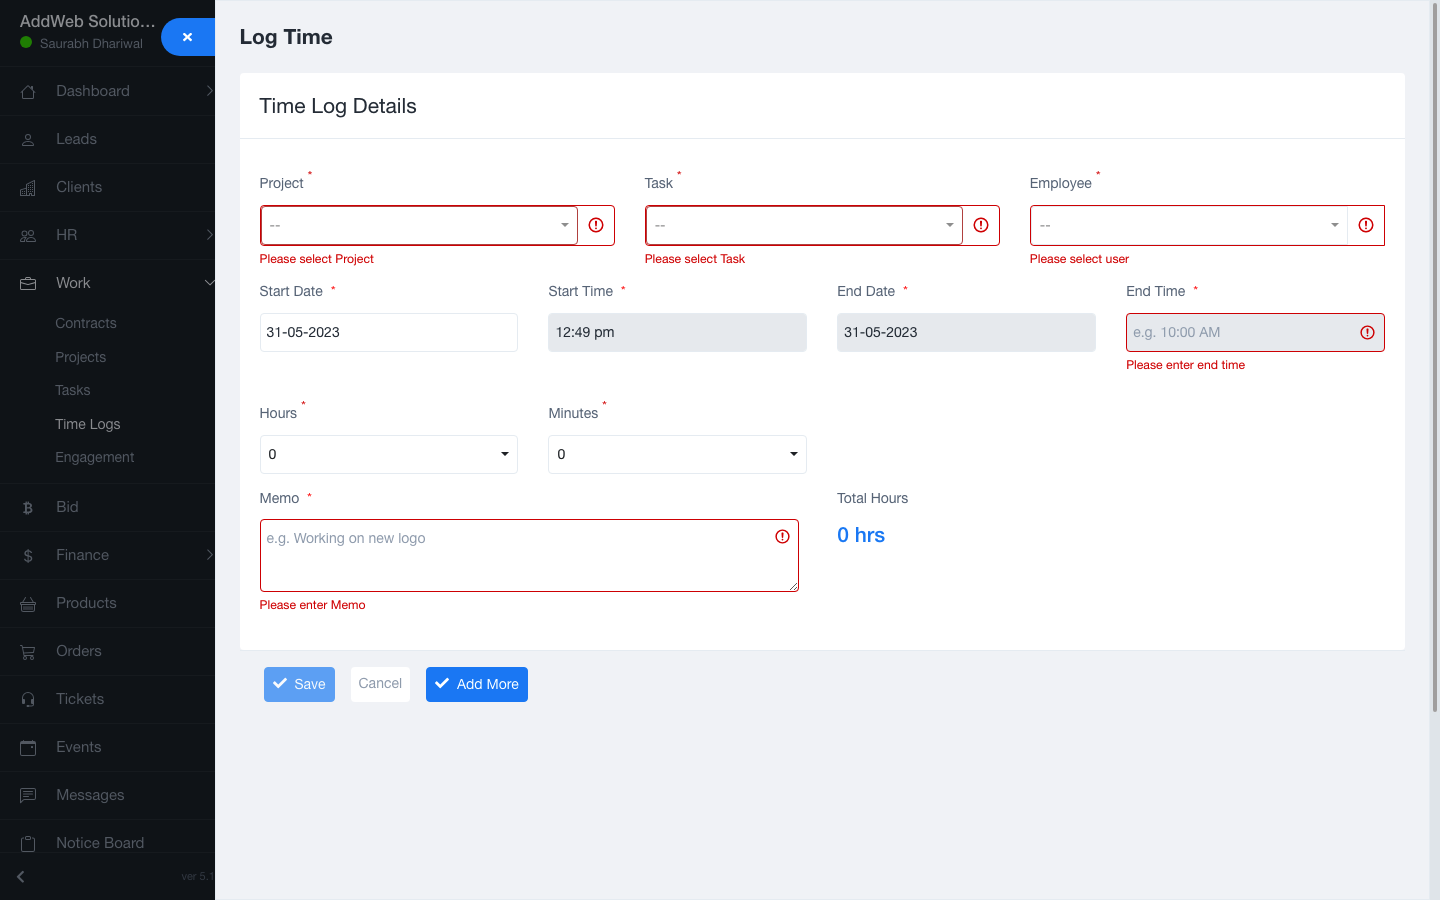 AddWeb Solutio...
Saurabh Dhariwal
Dashboard
Leads
Clients
HR
Work
Contracts
Projects
Tasks
Time Logs
Engagement
Bid
Finance
Products
Orders
Tickets
Events
Messages
Notice Board
ver 5.1
Log Time
Time Log Details
Project *
Task *
Employee *
--
--
--
Please select Project
Please select Task
Please select user
Start Date *
Start Time *
End Date *
End Time *
31-05-2023
12:49 pm
31-05-2023
e.g. 10:00 AM
Please enter end time
Hours *
Minutes *
0
0
Memo *
Total Hours
e.g. Working on new logo
0 hrs
Please enter Memo
Save
Cancel
Add More